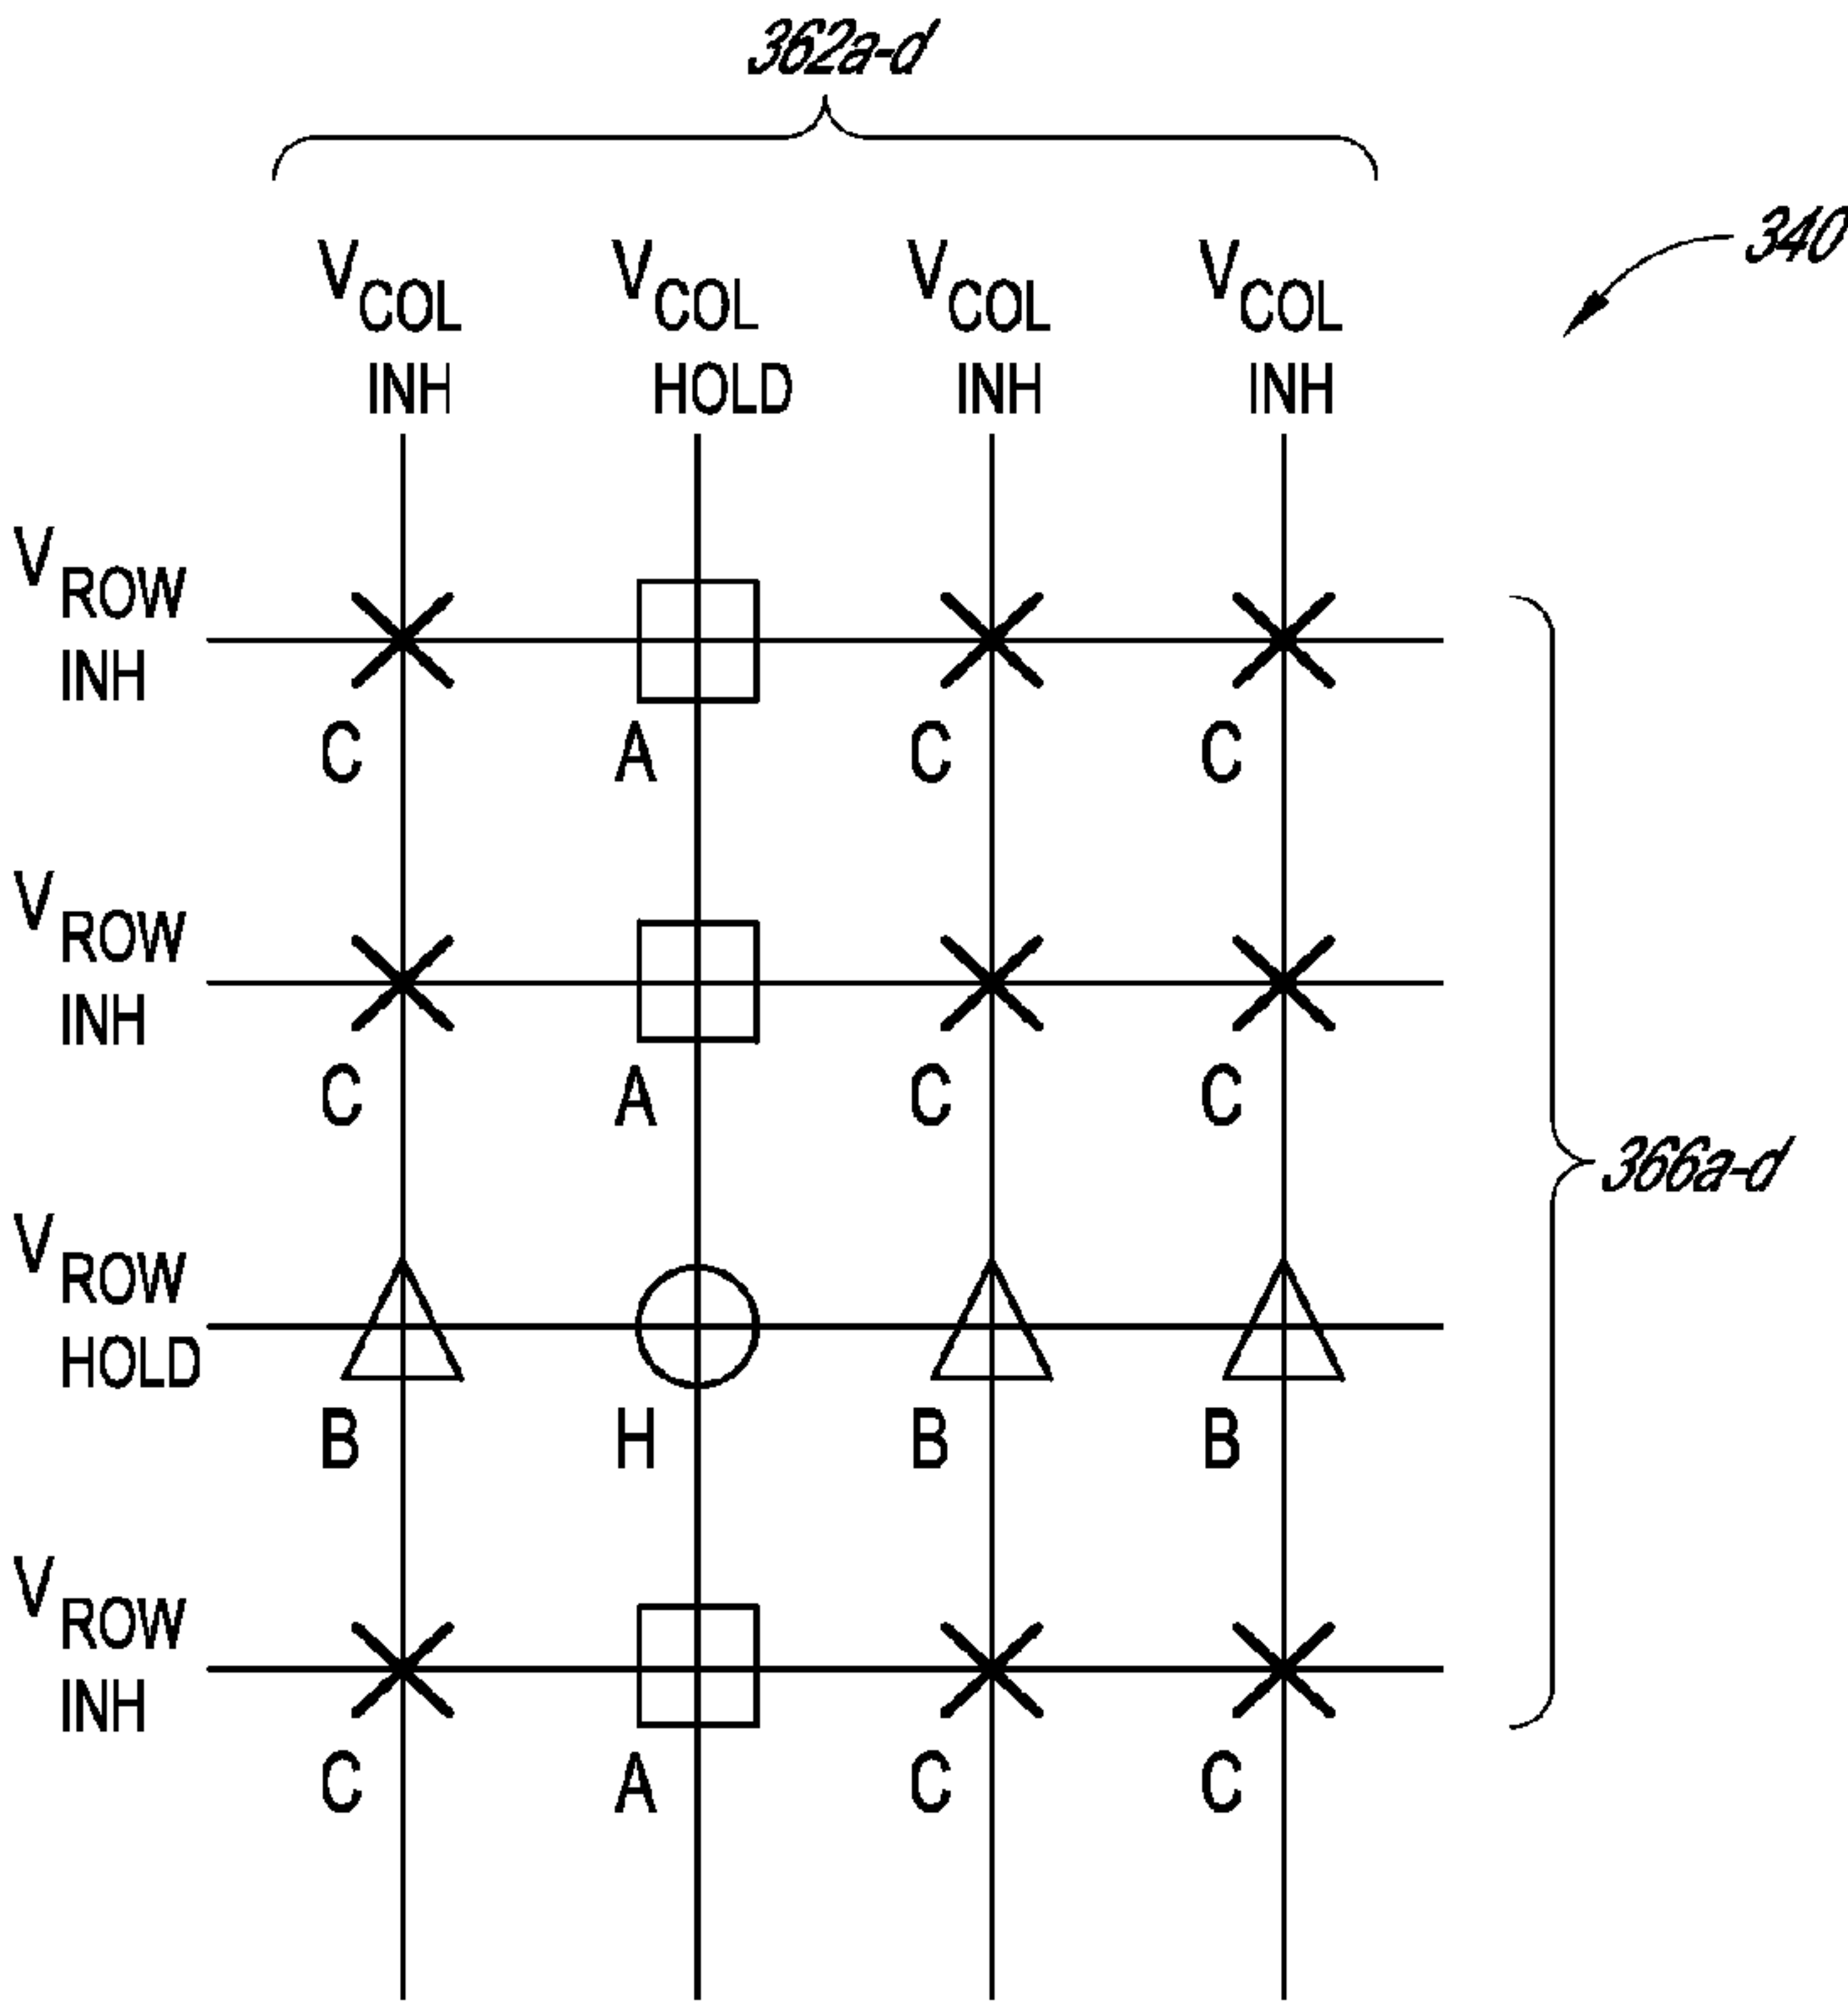 362a-d
340
V COL INH V COL HOLD V COL INH V COL INH
V ROW INH
C A C C
V ROW INH
C A C C
366a-d
V ROW HOLD
B H B B
V ROW INH
C A C C